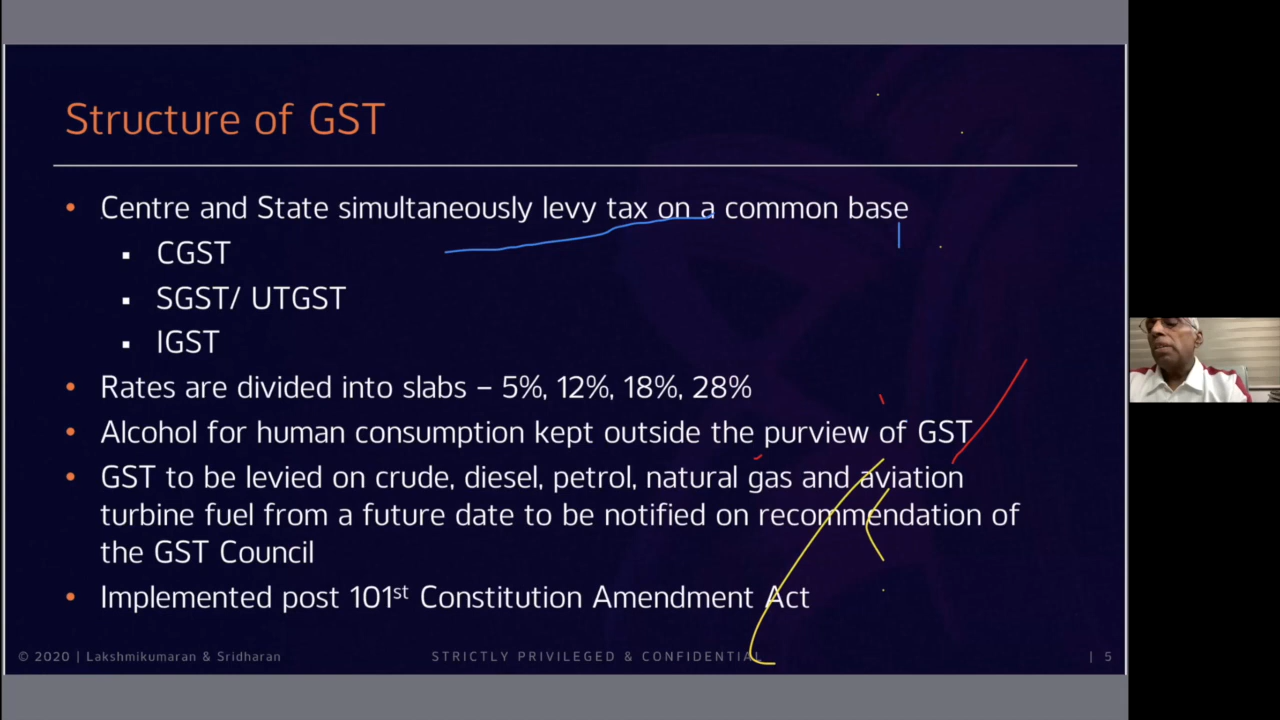 Structure of GST
• Centre and State simultaneously levy tax on a common base
▪ CGST
▪ SGST/ UTGST
▪ IGST
• Rates are divided into slabs – 5%, 12%, 18%, 28%
• Alcohol for human consumption kept outside the purview of GST
• GST to be levied on crude, diesel, petrol, natural gas and aviation
turbine fuel from a future date to be notified on recommendation of
the GST Council
• Implemented post 101st Constitution Amendment Act
© 2020 | Lakshmikumaran & Sridharan STRICTLY PRIVILEGED & CONFIDENTIAL | 5